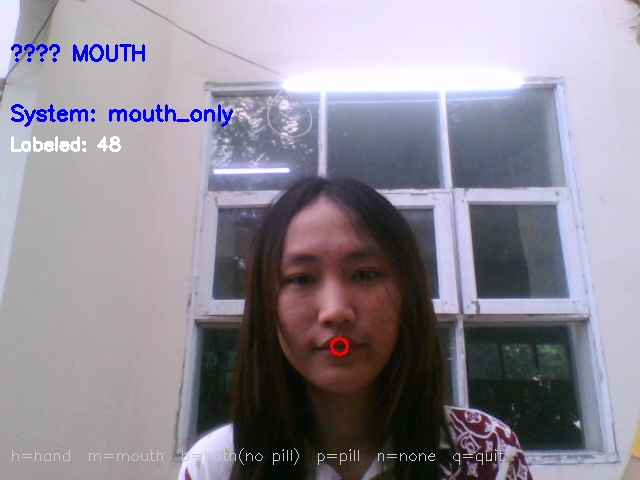 ???? MOUTH
System: mouth_only
Labeled: 48
h=hand m=mouth b=both(no pill) p=pill n=none q=quit